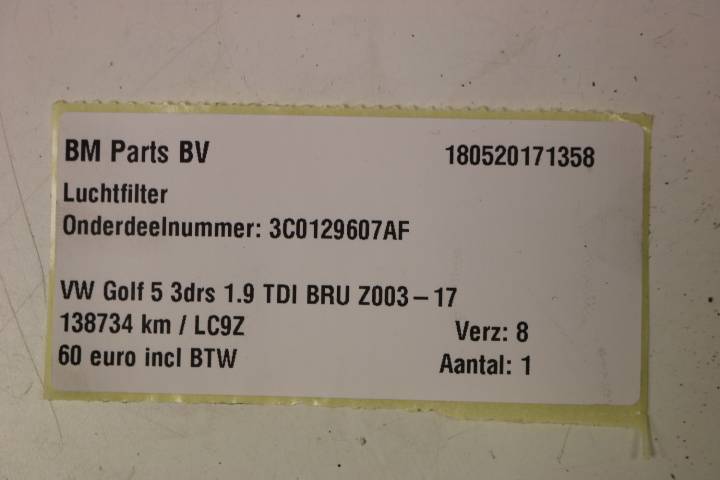 BM Parts BV 180520171358
Luchtfilter
Onderdeelnummer: 3C0129607AF
VW Golf 5 3drs 1.9 TDI BRU Z003-17
138734 km / LC9Z Verz: 8
60 euro incl BTW Aantal: 1